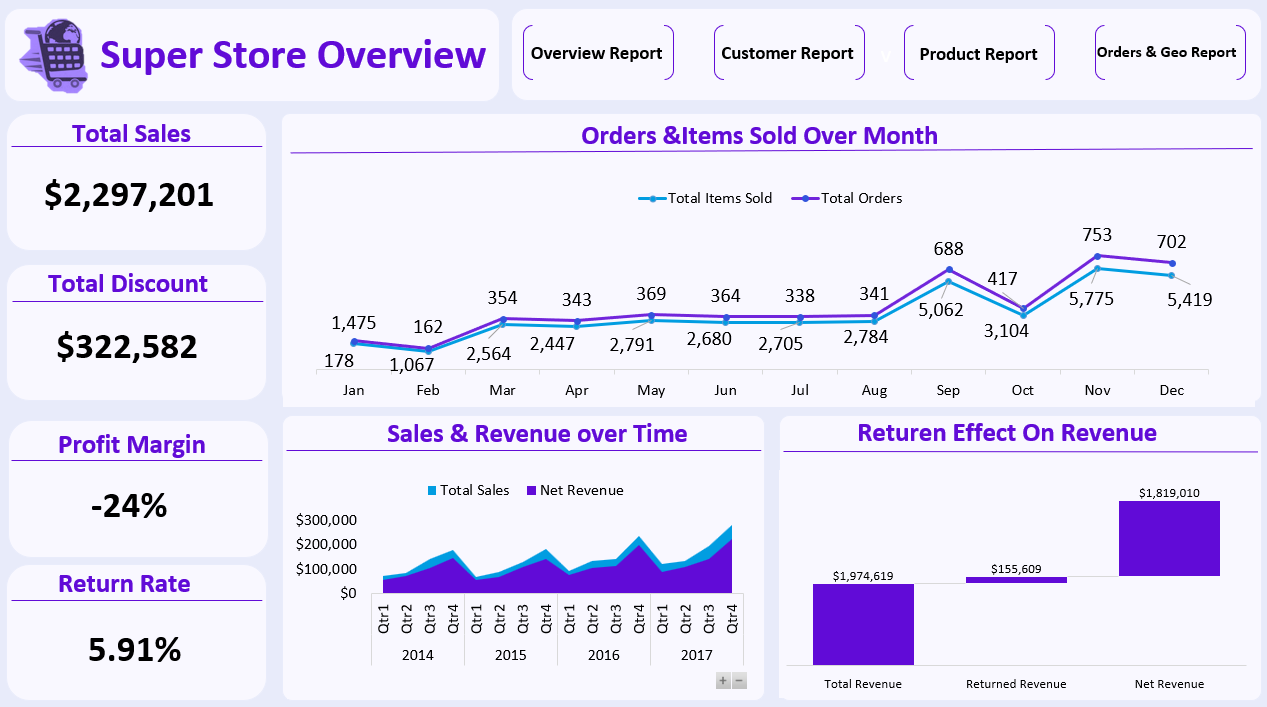 Super Store Overview
Overview Report
Customer Report
v
Product Report
Orders & Geo Report
Total Sales
$2,297,201
Total Discount
$322,582
Profit Margin
-24%
Return Rate
5.91%
Orders &Items Sold Over Month
Total Items Sold Total Orders
1,475 162 354 343 369 364 338 341 688 417 753 702
178 1,067 2,564 2,447 2,791 2,680 2,705 2,784 5,062 3,104 5,775 5,419
Jan Feb Mar Apr May Jun Jul Aug Sep Oct Nov Dec
Sales & Revenue over Time
Total Sales Net Revenue
$300,000
$200,000
$100,000
$0
Qtr1 Qtr2 Qtr3 Qtr4 Qtr1 Qtr2 Qtr3 Qtr4 Qtr1 Qtr2 Qtr3 Qtr4 Qtr1 Qtr2 Qtr3 Qtr4
2014 2015 2016 2017
+ −
Returen Effect On Revenue
$1,819,010
$1,974,619
$155,609
Total Revenue Returned Revenue Net Revenue